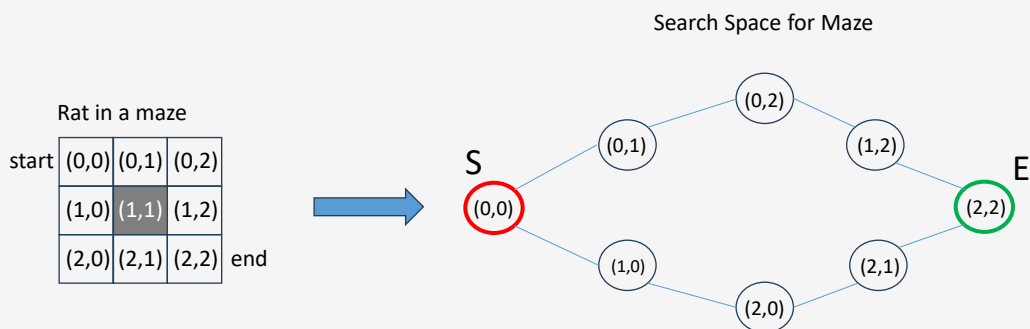 Search Space for Maze
Rat in a maze
start (0,0) (0,1) (0,2)
(1,0) (1,1) (1,2)
(2,0) (2,1) (2,2) end
(0,2)
(0,1) (1,2)
S E
(0,0) (2,2)
(1,0) (2,1)
(2,0)